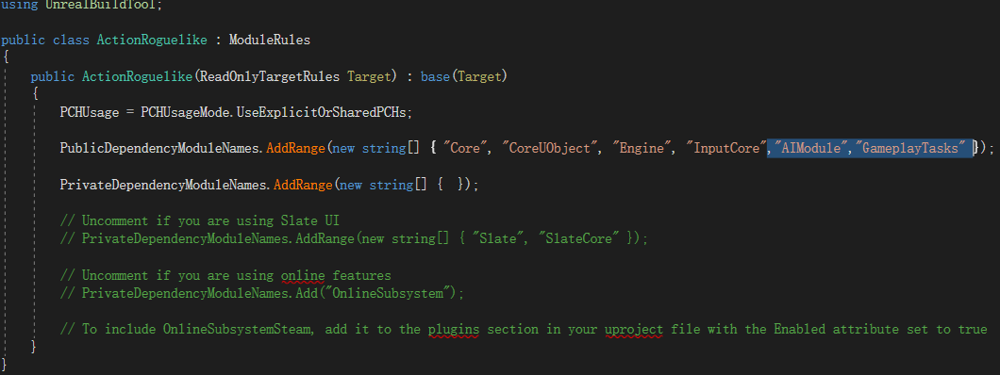 using UnrealBuildTool;
public class ActionRoguelike : ModuleRules
{
public ActionRoguelike(ReadOnlyTargetRules Target) : base(Target)
{
PCHUsage = PCHUsageMode.UseExplicitOrSharedPCHs;
PublicDependencyModuleNames.AddRange(new string[] { "Core", "CoreUObject", "Engine", "InputCore","AIModule","GameplayTasks" });
PrivateDependencyModuleNames.AddRange(new string[] {  });
// Uncomment if you are using Slate UI
// PrivateDependencyModuleNames.AddRange(new string[] { "Slate", "SlateCore" });
// Uncomment if you are using online features
// PrivateDependencyModuleNames.Add("OnlineSubsystem");
// To include OnlineSubsystemSteam, add it to the plugins section in your uproject file with the Enabled attribute set to true
}
}